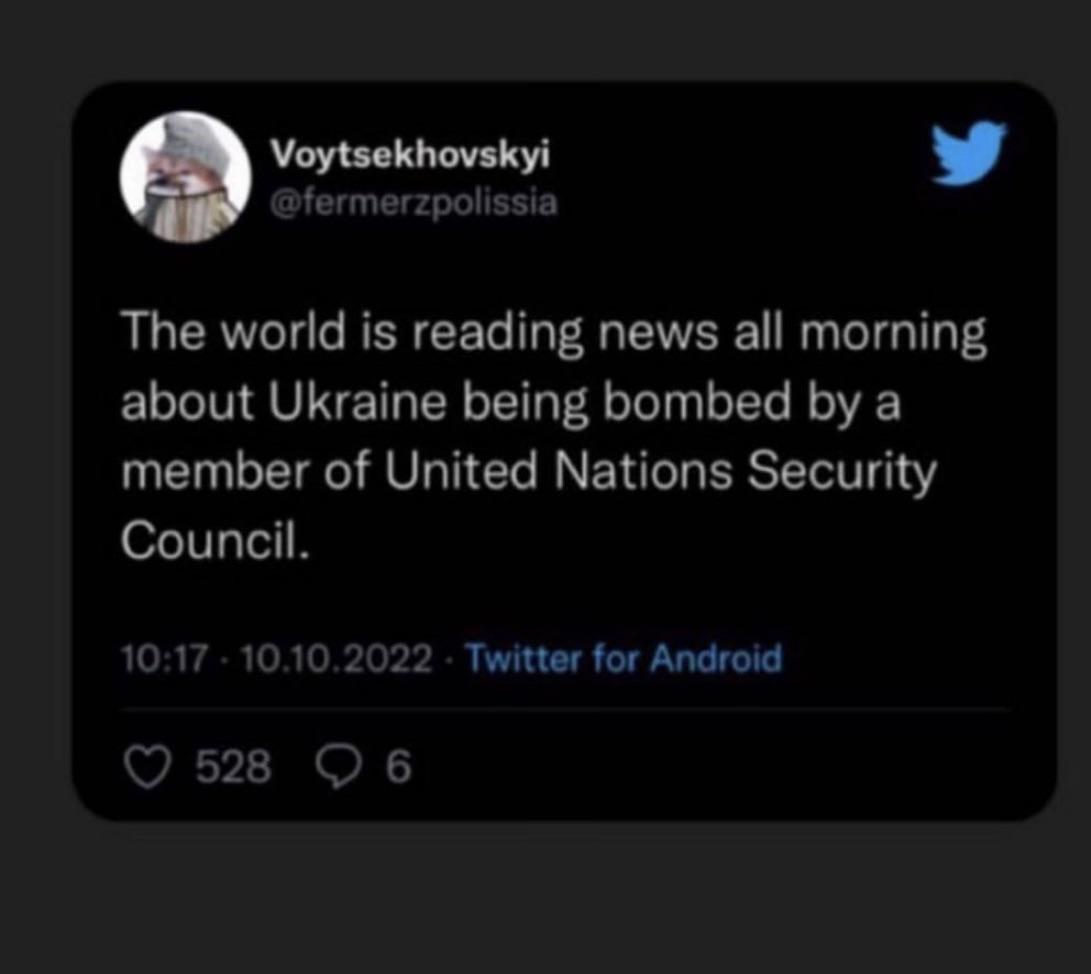 Voytsekhovskyi
@fermerzpolissia
The world is reading news all morning
about Ukraine being bombed by a
member of United Nations Security
Council.
10:17 · 10.10.2022 · Twitter for Android
528 6